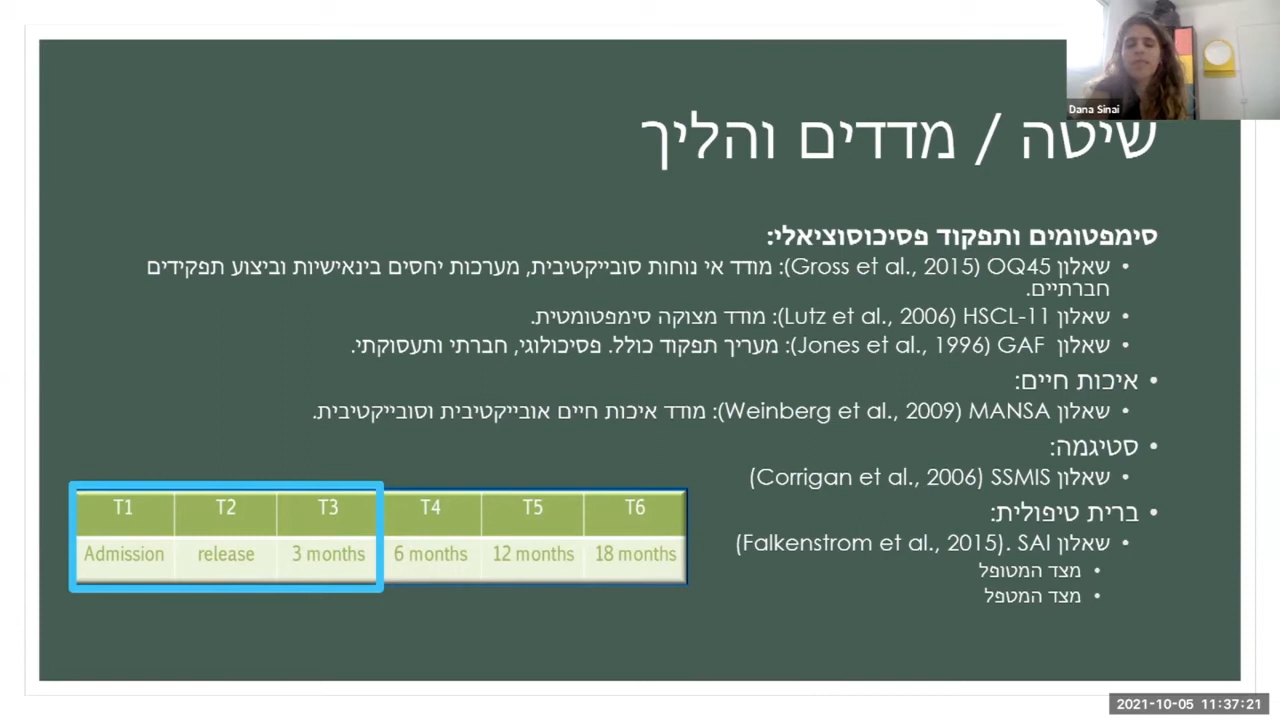 Dana Sinai
שיטה / מדדים והליך
סימפטומים ותפקוד פסיכוסוציאלי:
• שאלון OQ45 (Gross et al., 2015): מודד אי נוחות סובייקטיבית, מערכות יחסים בינאישיות וביצוע תפקידים
חברתיים.
• שאלון HSCL-11 (Lutz et al., 2006): מודד מצוקה סימפטומטית.
• שאלון GAF (Jones et al., 1996): מעריך תפקוד כולל. פסיכולוגי, חברתי ותעסוקתי.
• איכות חיים:
• שאלון MANSA (Weinberg et al., 2009): מודד איכות חיים אובייקטיבית וסובייקטיבית.
• סטיגמה:
• שאלון SSMIS (Corrigan et al., 2006)
• ברית טיפולית:
• שאלון SAI .(Falkenstrom et al., 2015)
• מצד המטופל
• מצד המטפל
T1 T2 T3 T4 T5 T6
Admission release 3 months 6 months 12 months 18 months
2021-10-05 11:37:21